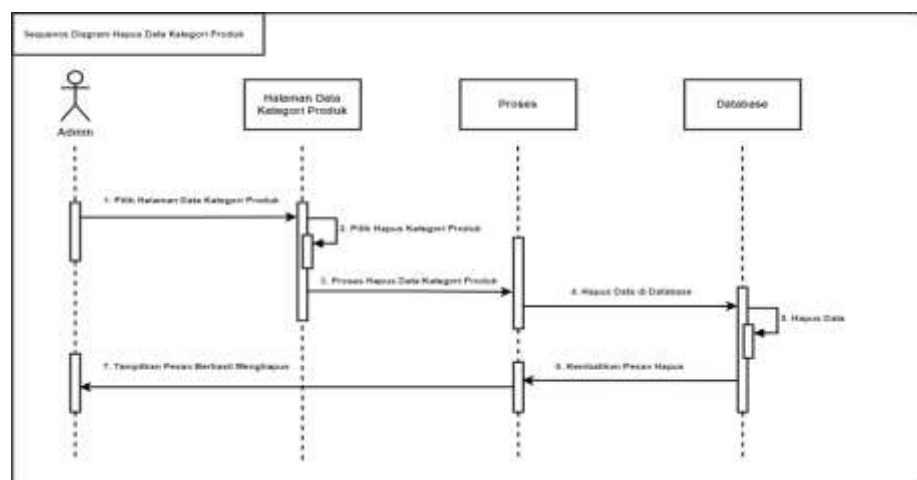 Sequence Diagram Hapus Data Kategori Produk
Admin
Halaman Data
Kategori Produk
Proses
Database
1. Pilih Halaman Data Kategori Produk
2. Pilih Hapus Kategori Produk
3. Proses Hapus Data Kategori Produk
4. Hapus Data di Database
5. Hapus Data
6. Kembalikan Pesan Hapus
7. Tampilkan Pesan Berhasil Menghapus